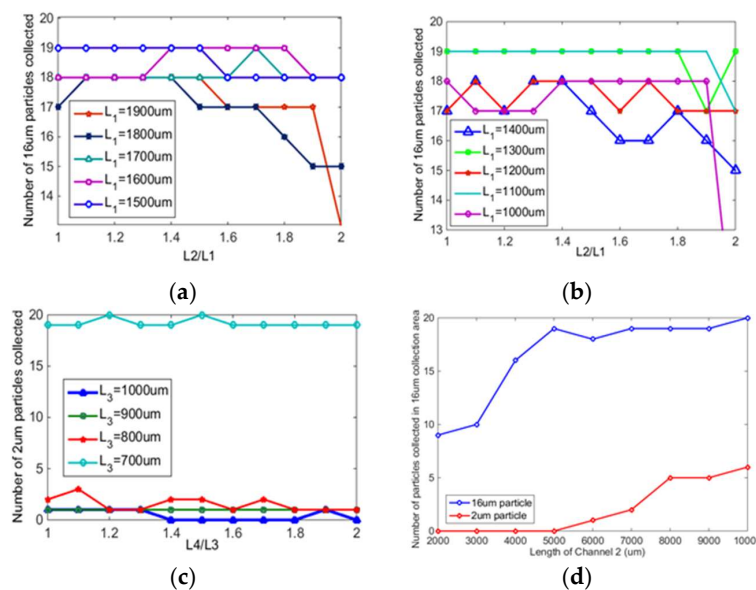 Number of 16um particles collected
20
19
18
17
16
15
14
L1=1900um
L1=1800um
L1=1700um
L1=1600um
L1=1500um
1 1.2 1.4 1.6 1.8 2
L2/L1
(a)
Number of 16um particles collected
20
19
18
17
16
15
14
13
L1=1400um
L1=1300um
L1=1200um
L1=1100um
L1=1000um
1 1.2 1.4 1.6 1.8 2
L2/L1
(b)
Number of 2um particles collected
20
15
10
5
0
L3=1000um
L3=900um
L3=800um
L3=700um
1 1.2 1.4 1.6 1.8 2
L4/L3
(c)
Number of particles collected in 16um collection area
20
15
10
5
0
16um particle
2um particle
2000 3000 4000 5000 6000 7000 8000 9000 1000
Length of Channel 2 (um)
(d)